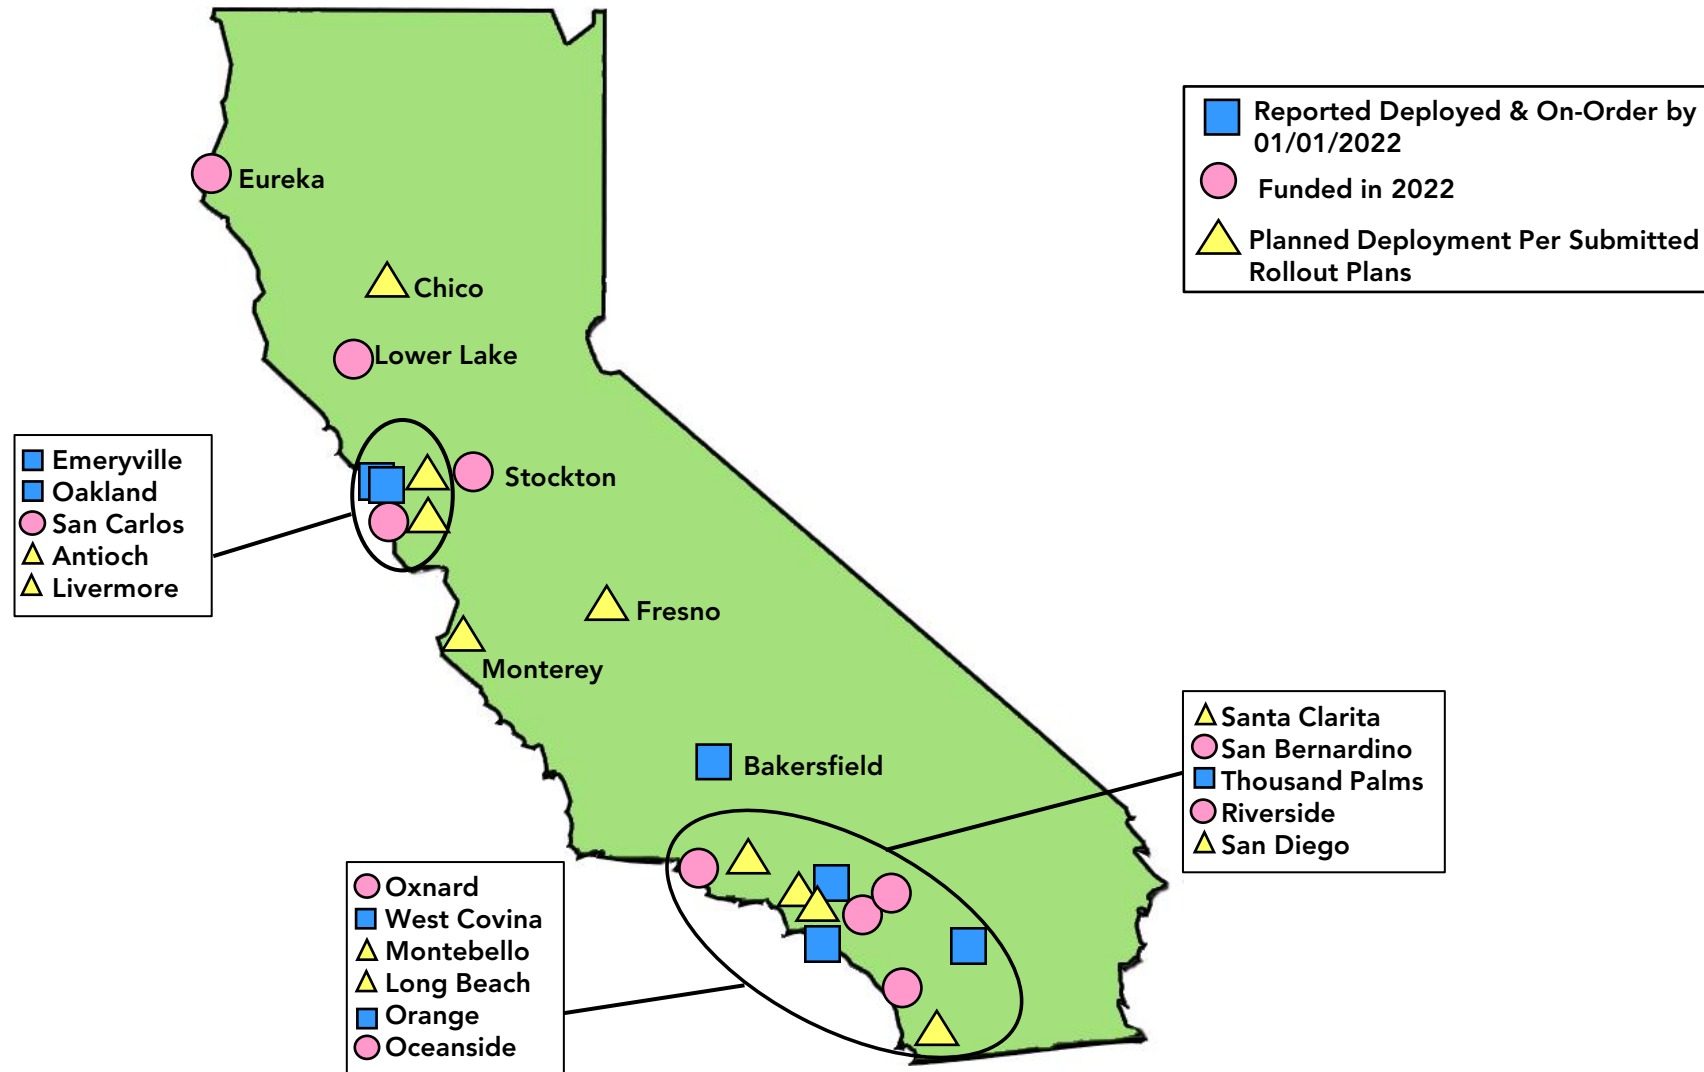 Reported Deployed & On-Order by
01/01/2022
Funded in 2022
Planned Deployment Per Submitted
Rollout Plans
Eureka
Chico
Lower Lake
Emeryville
Oakland
San Carlos
Antioch
Livermore
Stockton
Fresno
Monterey
Bakersfield
Santa Clarita
San Bernardino
Thousand Palms
Riverside
San Diego
Oxnard
West Covina
Montebello
Long Beach
Orange
Oceanside